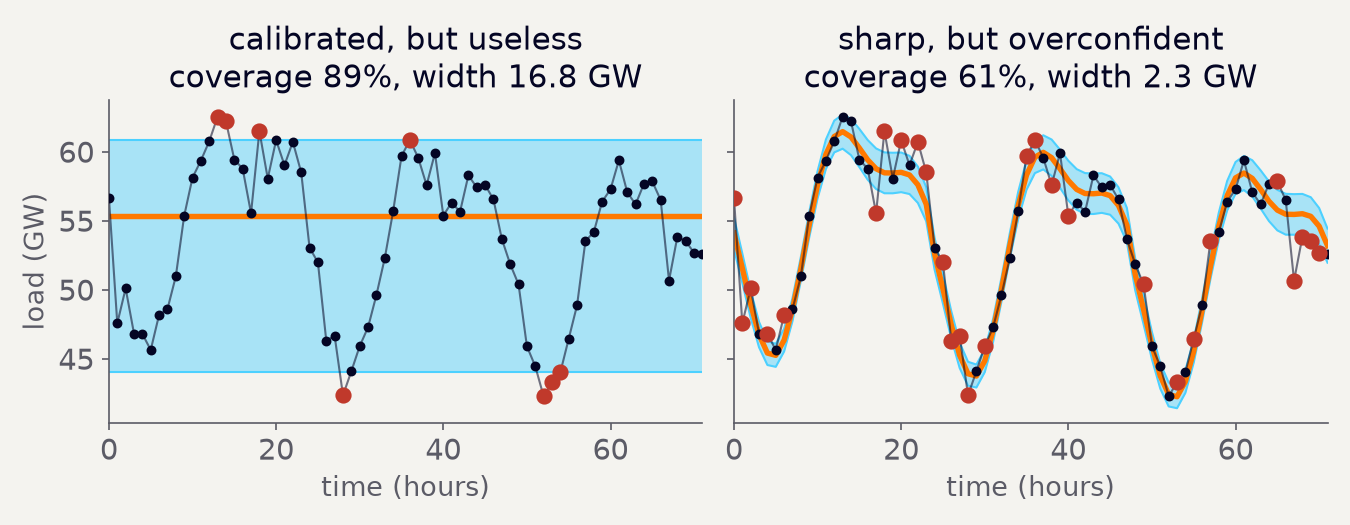 calibrated, but useless
coverage 89%, width 16.8 GW
sharp, but overconfident
coverage 61%, width 2.3 GW
load (GW)
60
55
50
45
0
20
40
60
time (hours)
0
20
40
60
time (hours)